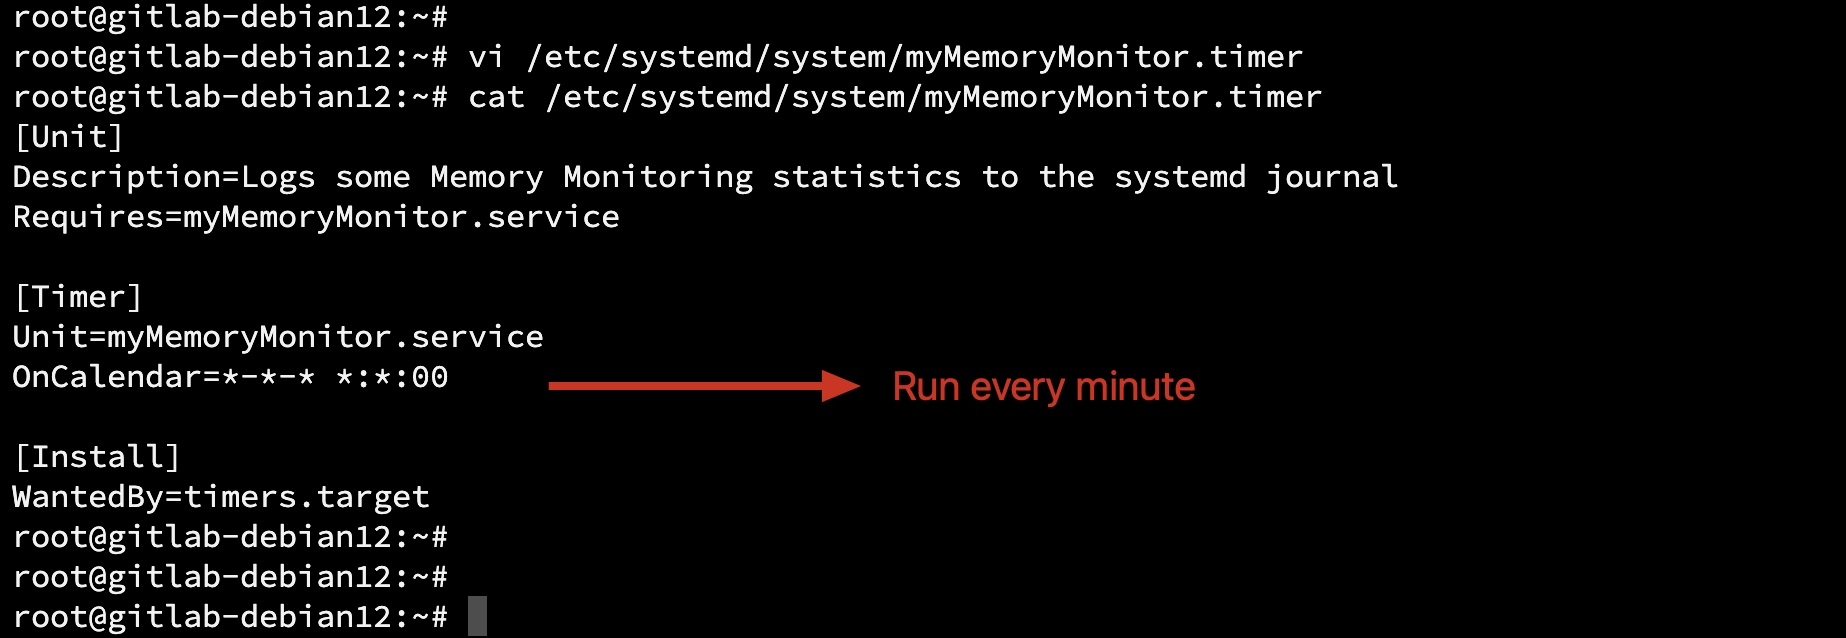 root@gitlab-debian12:~#
root@gitlab-debian12:~# vi /etc/systemd/system/myMemoryMonitor.timer
root@gitlab-debian12:~# cat /etc/systemd/system/myMemoryMonitor.timer
[Unit]
Description=Logs some Memory Monitoring statistics to the systemd journal
Requires=myMemoryMonitor.service
[Timer]
Unit=myMemoryMonitor.service
OnCalendar=*-*-* *:*:00
Run every minute
[Install]
WantedBy=timers.target
root@gitlab-debian12:~#
root@gitlab-debian12:~#
root@gitlab-debian12:~#